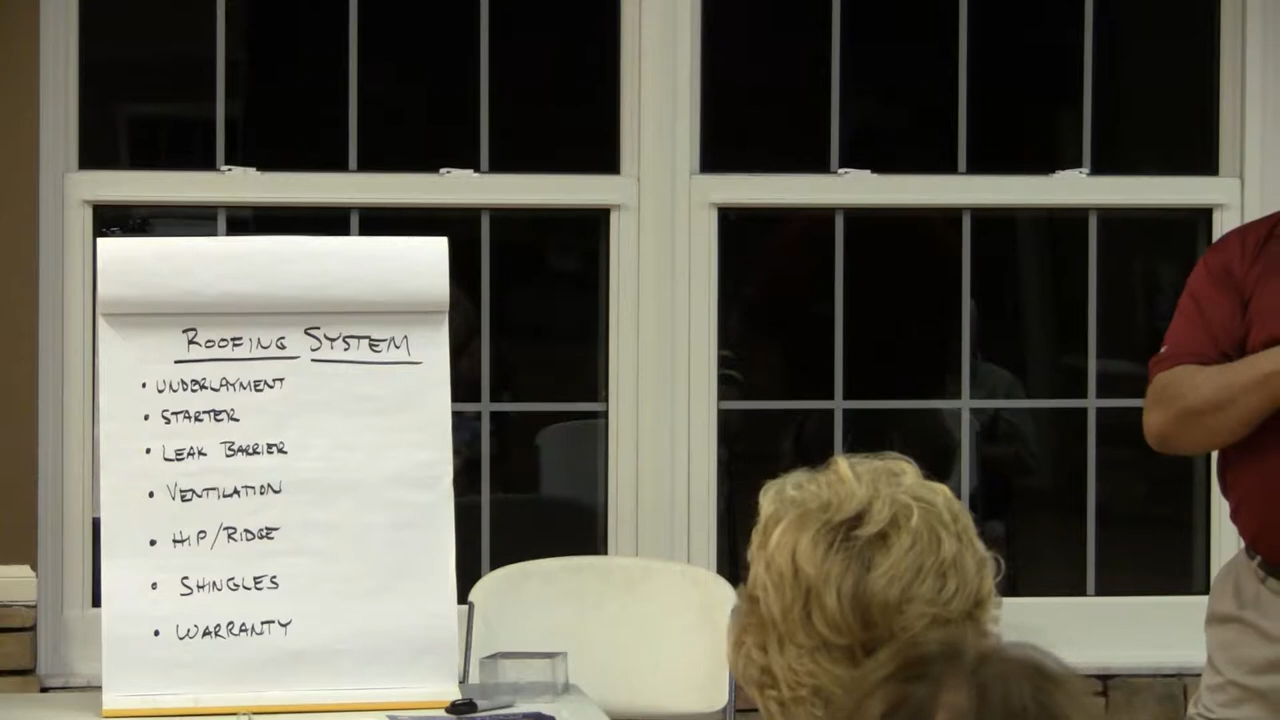 ROOFING SYSTEM
• UNDERLAYMENT
• STARTER
• LEAK BARRIER
• VENTILATION
• HIP/RIDGE
• SHINGLES
• WARRANTY